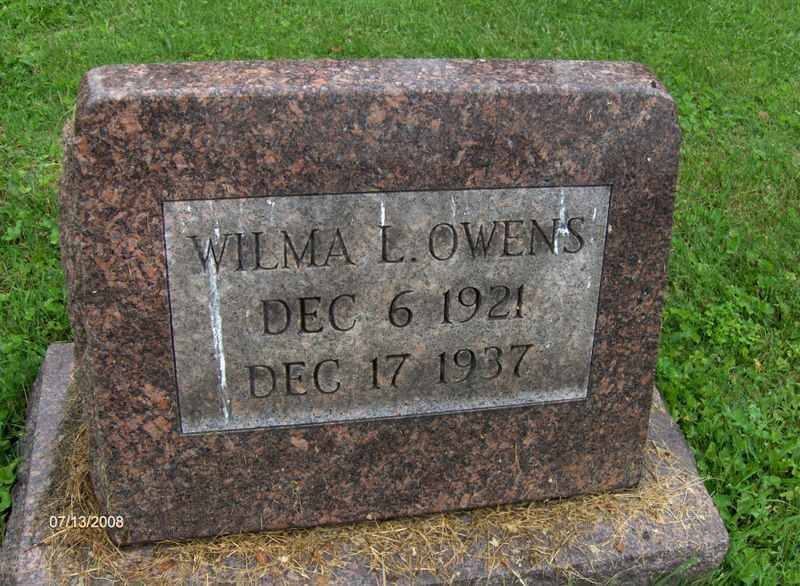 WILMA L. OWENS
DEC 6 1921
DEC 17 1937
07/13/2008